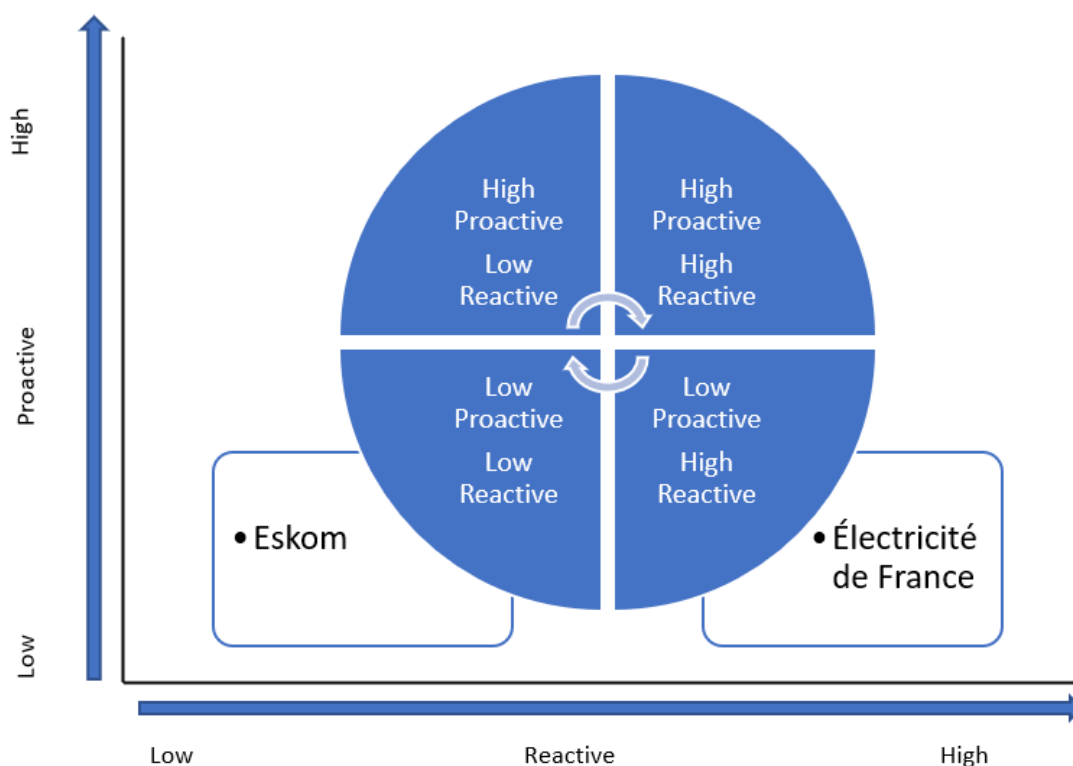 High
Proactive
Low
High
Proactive
Low
Reactive
High
Proactive
High
Reactive
Low
Proactive
Low
Reactive
Low
Proactive
High
Reactive
• Eskom
• Électricité
de France
Low
Reactive
High